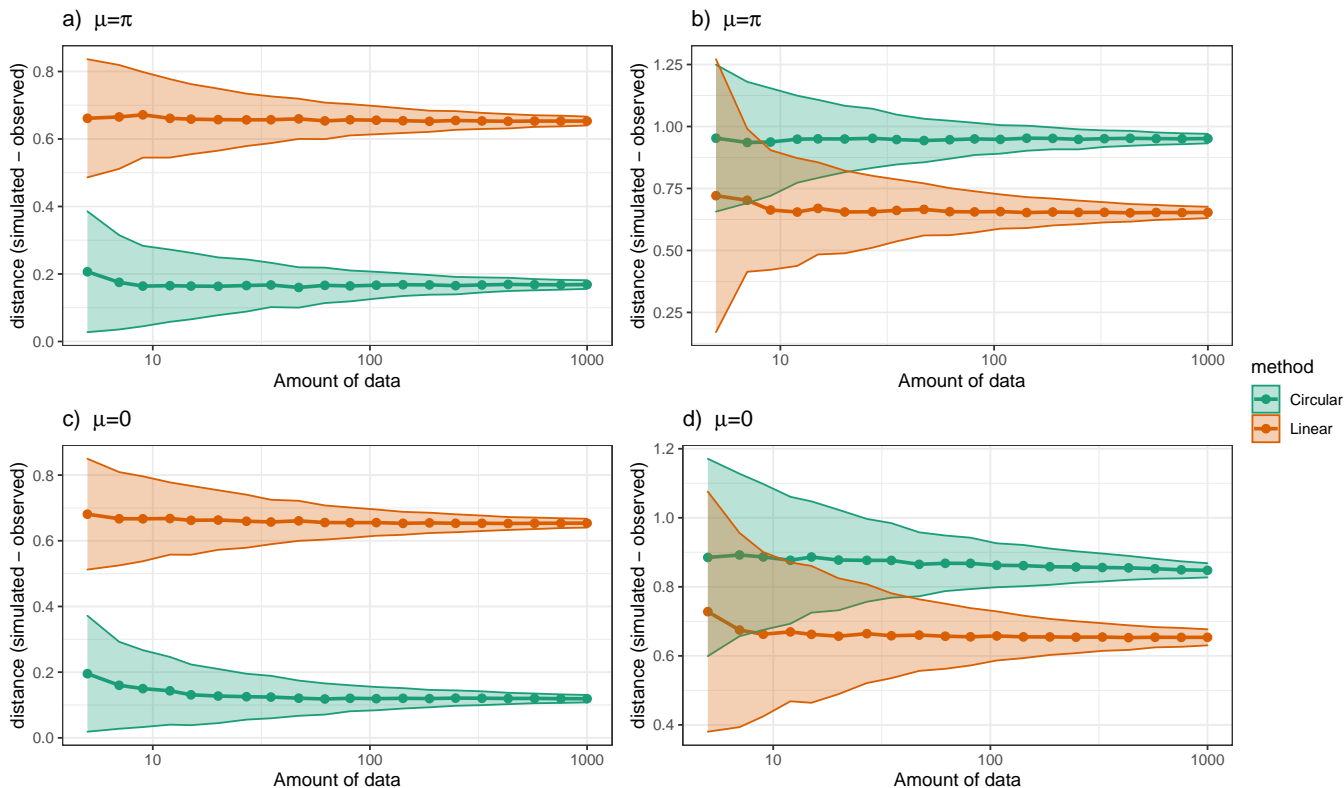 a) μ=π
0.8
0.6
0.4
0.2
0.0
distance (simulated − observed)
10
100
1000
Amount of data
b) μ=π
1.25
1.00
0.75
0.50
0.25
distance (simulated − observed)
10
100
1000
Amount of data
method
Circular
Linear
c) μ=0
0.8
0.6
0.4
0.2
0.0
distance (simulated − observed)
10
100
1000
Amount of data
d) μ=0
1.2
1.0
0.8
0.6
0.4
distance (simulated − observed)
10
100
1000
Amount of data